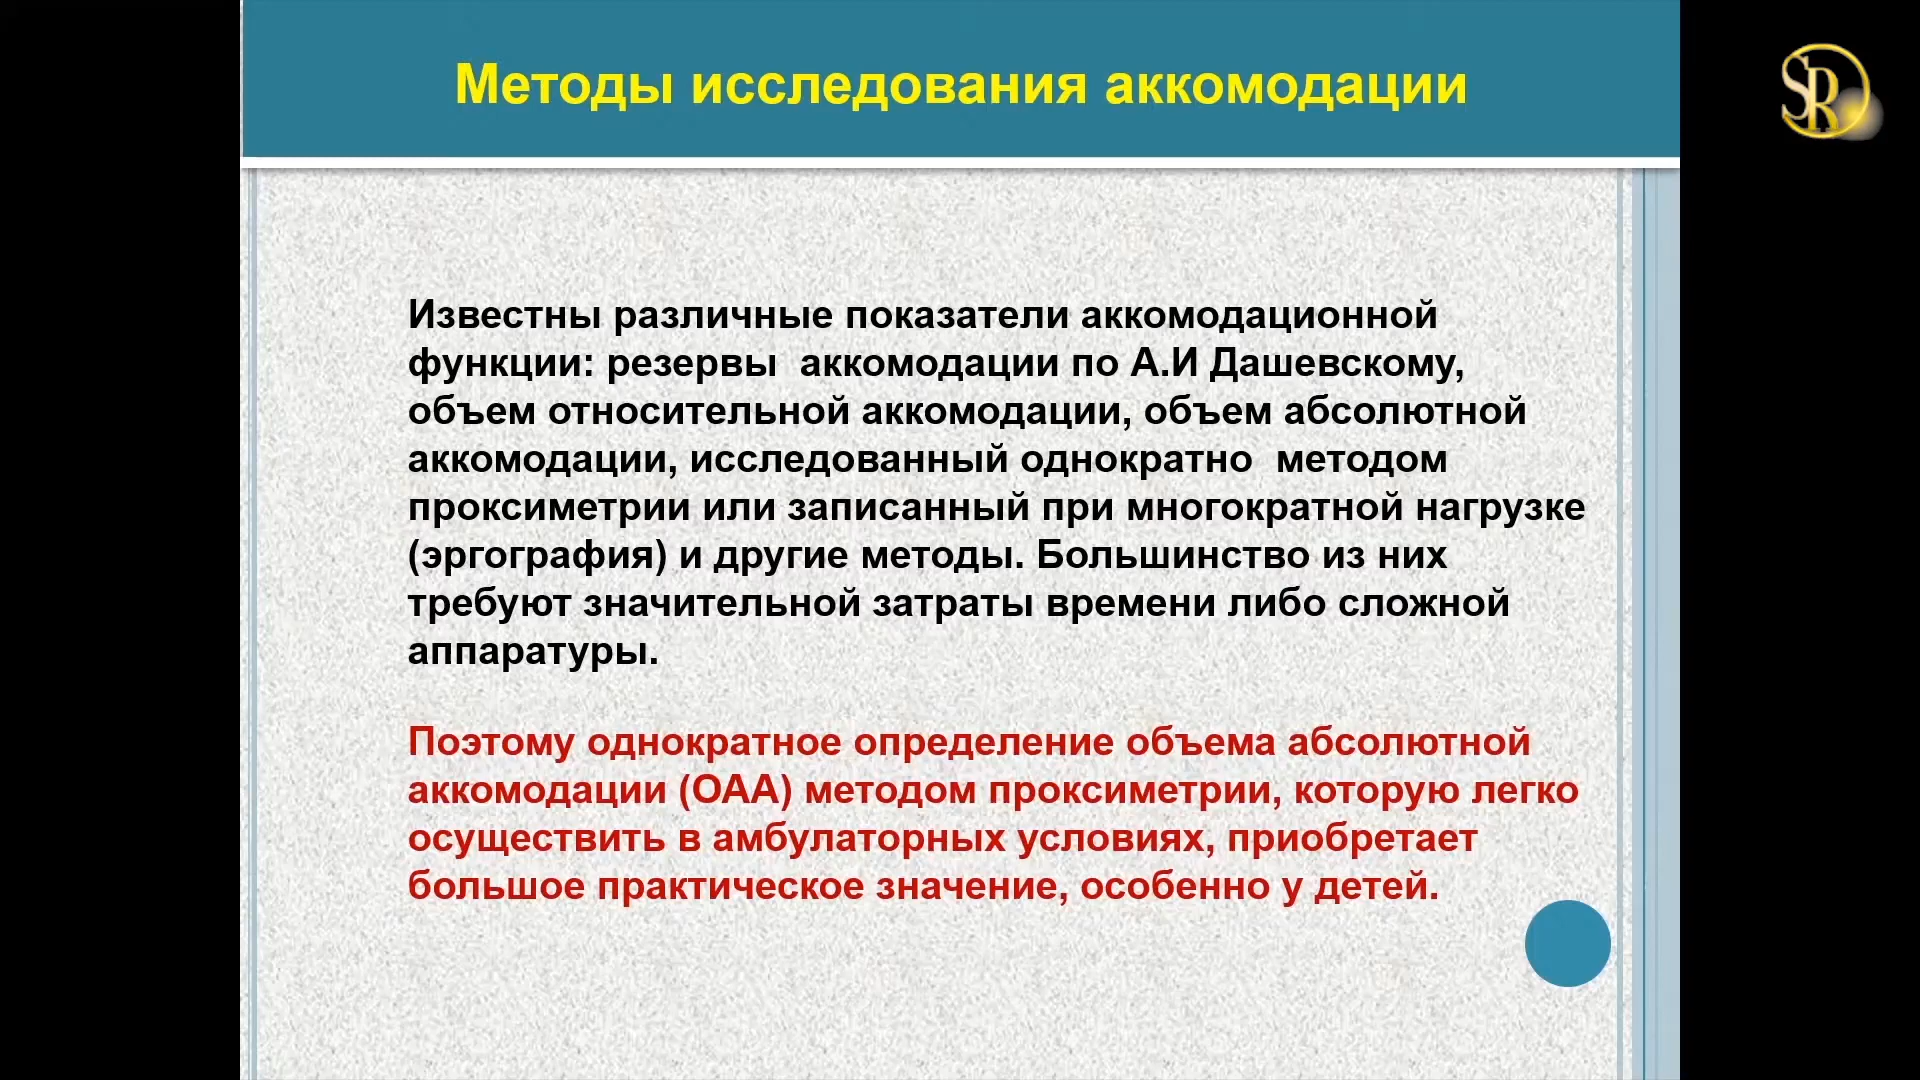 Методы исследования аккомодации
SR
Известны различные показатели аккомодационной
функции: резервы  аккомодации по А.И Дашевскому,
объем относительной аккомодации, объем абсолютной
аккомодации, исследованный однократно  методом
проксиметрии или записанный при многократной нагрузке
(эргография) и другие методы. Большинство из них
требуют значительной затраты времени либо сложной
аппаратуры.
Поэтому однократное определение объема абсолютной
аккомодации (ОАА) методом проксиметрии, которую легко
осуществить в амбулаторных условиях, приобретает
большое практическое значение, особенно у детей.